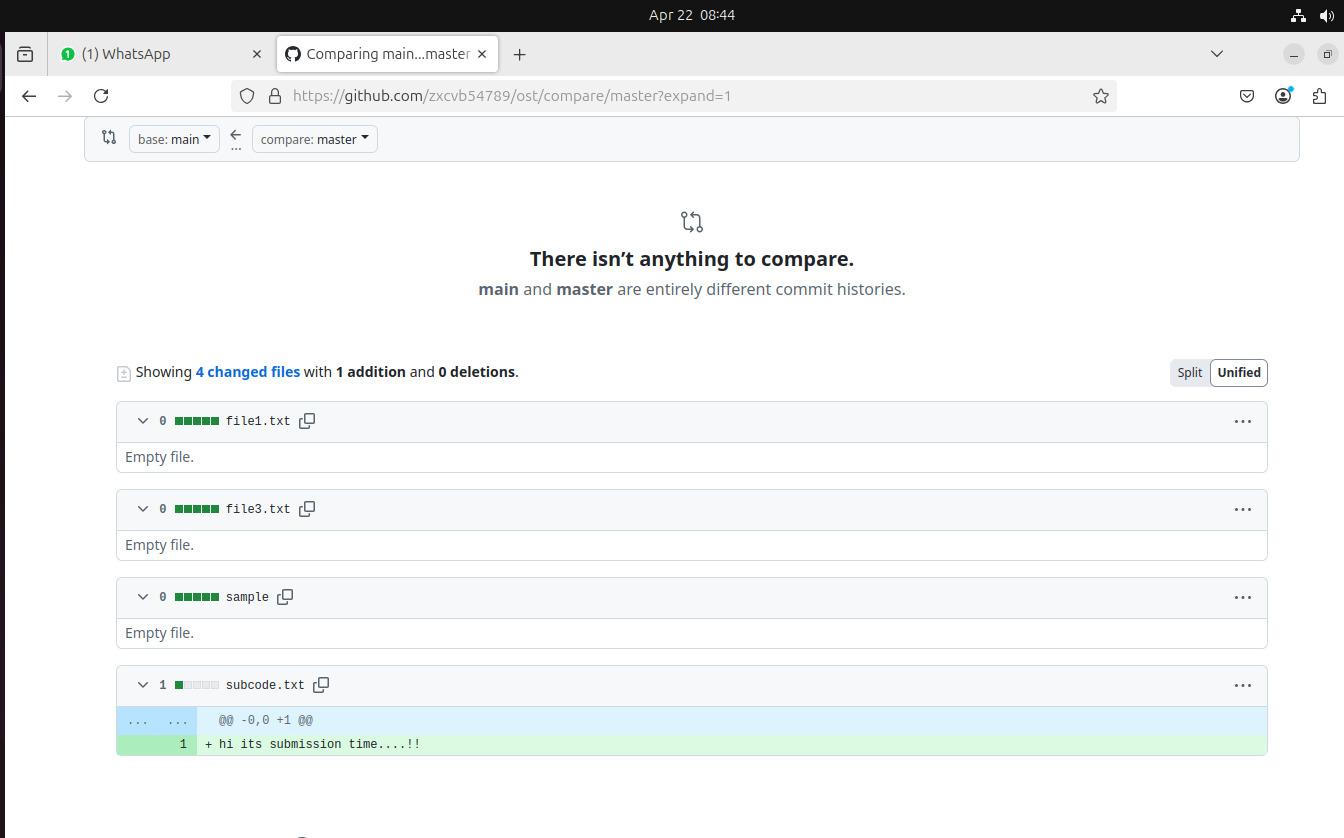 Apr 22 08:44
1 (1) WhatsApp
Comparing main...master
https://github.com/zxcvb54789/ost/compare/master?expand=1
base: main
...
compare: master
There isn’t anything to compare.
main and master are entirely different commit histories.
Showing 4 changed files with 1 addition and 0 deletions.
Split Unified
0 file1.txt
Empty file.
0 file3.txt
Empty file.
0 sample
Empty file.
1 subcode.txt
... ... @@ -0,0 +1 @@
1 + hi its submission time....!!